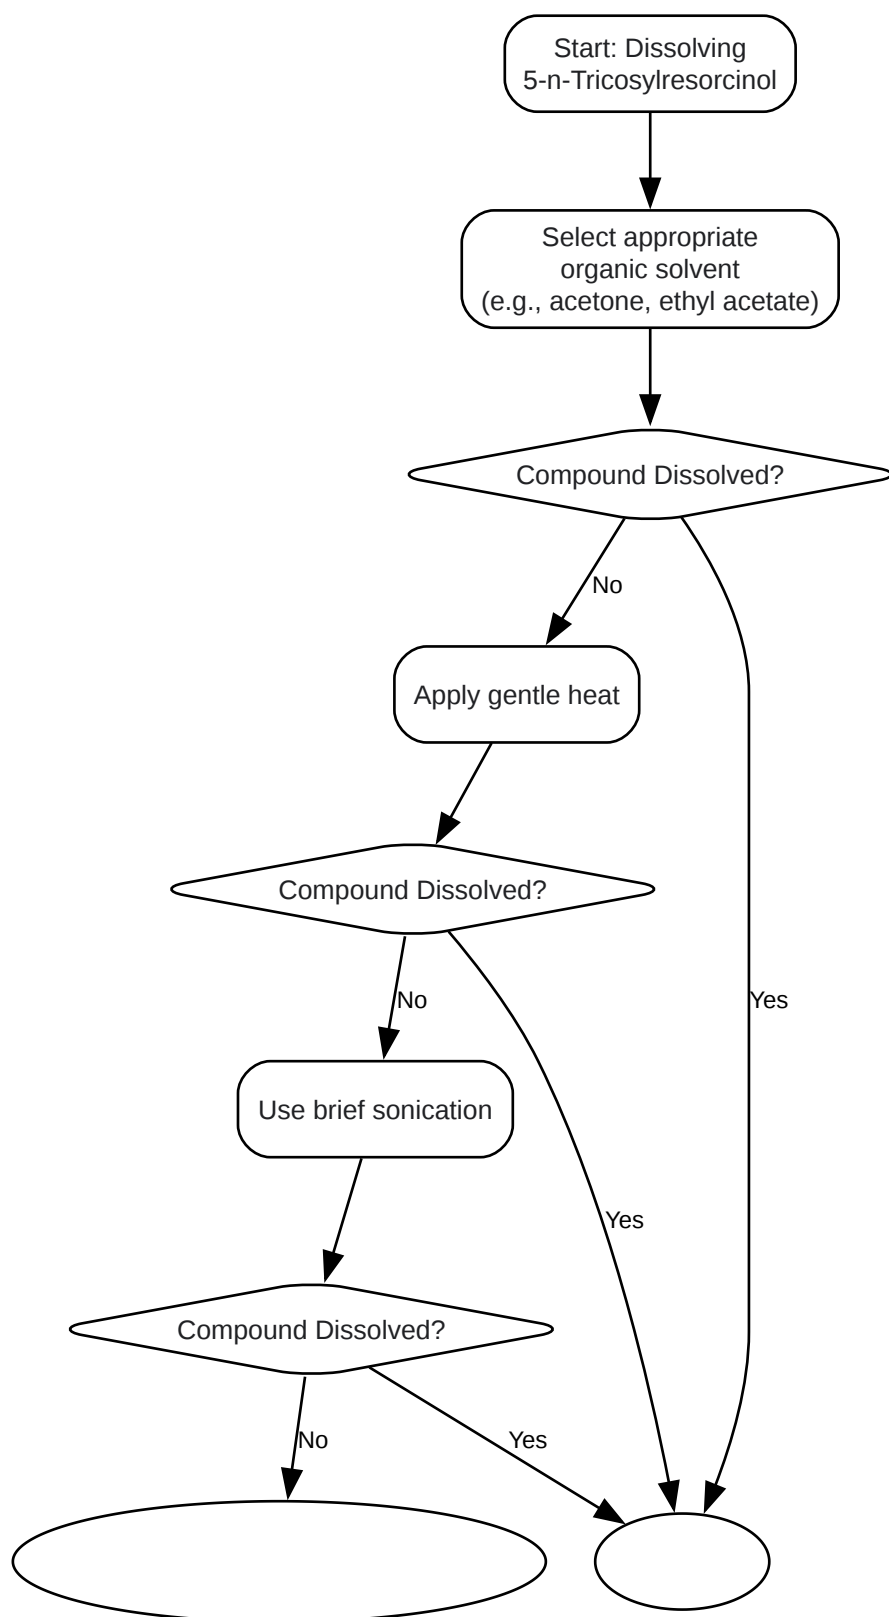 Start: Dissolving
5-n-Tricosylresorcinol
Select appropriate
organic solvent
(e.g., acetone, ethyl acetate)
Compound Dissolved?
No
Apply gentle heat
Compound Dissolved?
No
Yes
Use brief sonication
Yes
Compound Dissolved?
No
Yes